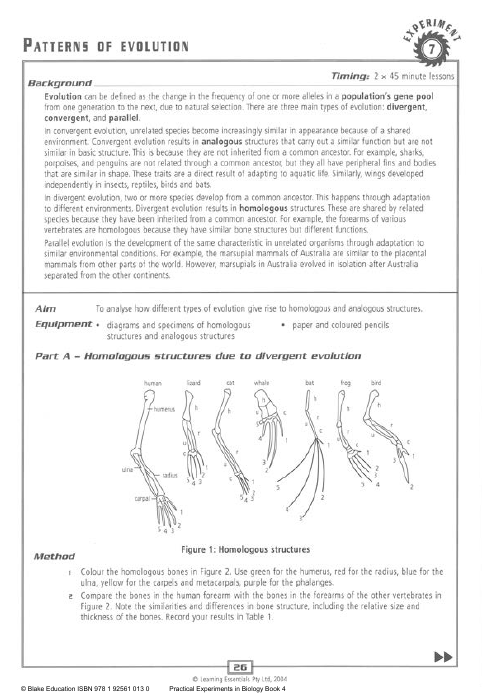 PATTERNS OF EVOLUTION
EXPERIMENT
7
Timing: 2 x 45 minute lessons
Background
Evolution can be defined as the change in the frequency of one or more alleles in a population's gene pool
from one generation to the next, due to natural selection. There are three main types of evolution: divergent,
convergent, and parallel.
In convergent evolution, unrelated species become increasingly similar in appearance because of a shared
environment. Convergent evolution results in analogous structures that carry out a similar function but are not
similar in basic structure. This is because they are not inherited from a common ancestor. For example, sharks,
porpoises, and penguins are not related through a common ancestor, but they all have peripheral fins and bodies
that are similar in shape. These traits are a direct result of adapting to aquatic life. Similarly, wings developed
independently in insects, reptiles, birds and bats.
In divergent evolution, two or more species develop from a common ancestor. This happens through adaptation
to different environments. Divergent evolution results in homologous structures. These are shared by related
species because they have been inherited from a common ancestor. For example, the forearms of various
vertebrates are homologous because they have similar bone structures but different functions.
Parallel evolution is the development of the same characteristic in unrelated organisms through adaptation to
similar environmental conditions. For example, the marsupial mammals of Australia are similar to the placental
mammals from other parts of the world. However, marsupials in Australia evolved in isolation after Australia
separated from the other continents.
Aim To analyse how different types of evolution give rise to homologous and analogous structures.
Equipment • diagrams and specimens of homologous • paper and coloured pencils
structures and analogous structures
Part A – Homologous structures due to divergent evolution
human lizard cat whale bat frog bird
humerus
ulna
radius
carpal
Figure 1: Homologous structures
Method
1 Colour the homologous bones in Figure 2. Use green for the humerus, red for the radius, blue for the
ulna, yellow for the carpels and metacarpals, purple for the phalanges.
2 Compare the bones in the human forearm with the bones in the forearms of the other vertebrates in
Figure 2. Note the similarities and differences in bone structure, including the relative size and
thickness of the bones. Record your results in Table 1.
26
© Learning Essentials Pty Ltd, 2004
© Blake Education ISBN 978 1 92561 013 0 Practical Experiments in Biology Book 4